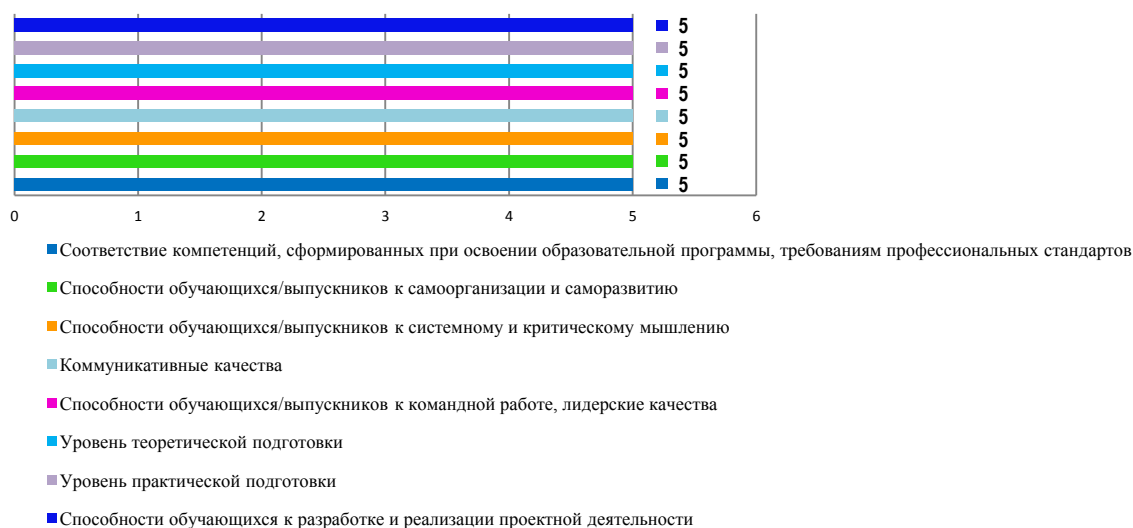 5
5
5
5
5
5
5
5
0 1 2 3 4 5 6
Соответствие компетенций, сформированных при освоении образовательной программы, требованиям профессиональных стандартов
Способности обучающихся/выпускников к самоорганизации и саморазвитию
Способности обучающихся/выпускников к системному и критическому мышлению
Коммуникативные качества
Способности обучающихся/выпускников к командной работе, лидерские качества
Уровень теоретической подготовки
Уровень практической подготовки
Способности обучающихся к разработке и реализации проектной деятельности